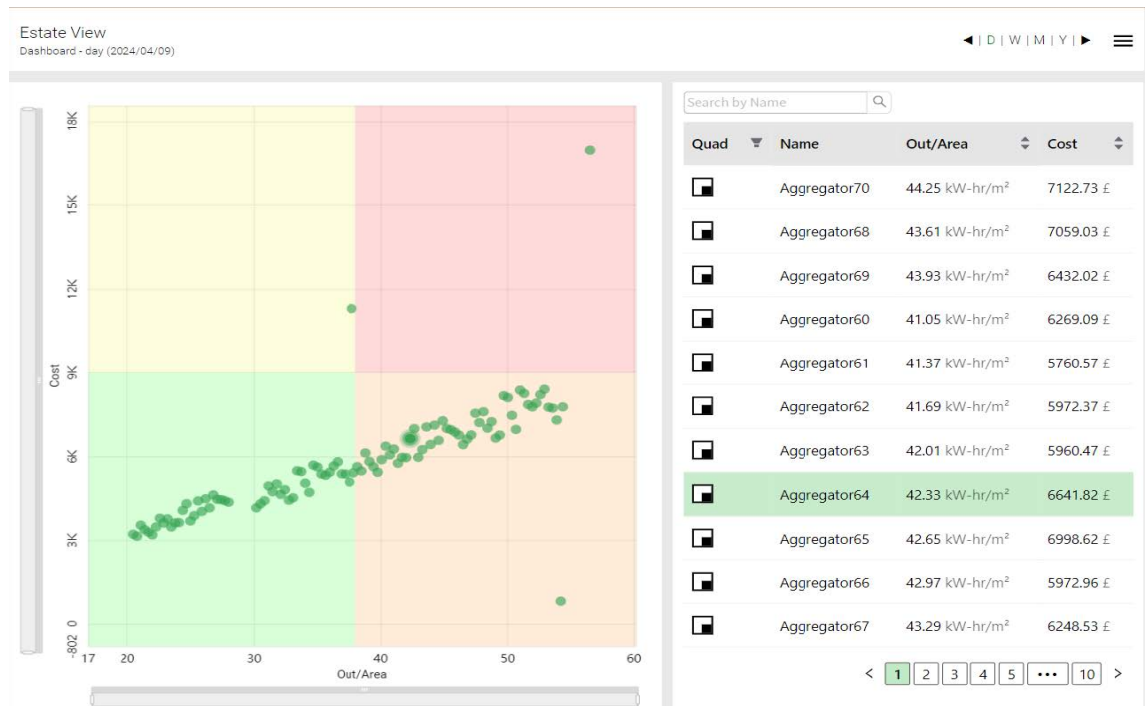 Estate View
Dashboard - day (2024/04/09)
◄ | D | W | M | Y | ►
18K
15K
12K
9K
6K
3K
0
-802
Cost
17 20 30 40 50 60
Out/Area
Search by Name
Quad Name Out/Area Cost
Aggregator70 44.25 kW-hr/m² 7122.73 £
Aggregator68 43.61 kW-hr/m² 7059.03 £
Aggregator69 43.93 kW-hr/m² 6432.02 £
Aggregator60 41.05 kW-hr/m² 6269.09 £
Aggregator61 41.37 kW-hr/m² 5760.57 £
Aggregator62 41.69 kW-hr/m² 5972.37 £
Aggregator63 42.01 kW-hr/m² 5960.47 £
Aggregator64 42.33 kW-hr/m² 6641.82 £
Aggregator65 42.65 kW-hr/m² 6998.62 £
Aggregator66 42.97 kW-hr/m² 5972.96 £
Aggregator67 43.29 kW-hr/m² 6248.53 £
< 1 2 3 4 5 ••• 10 >